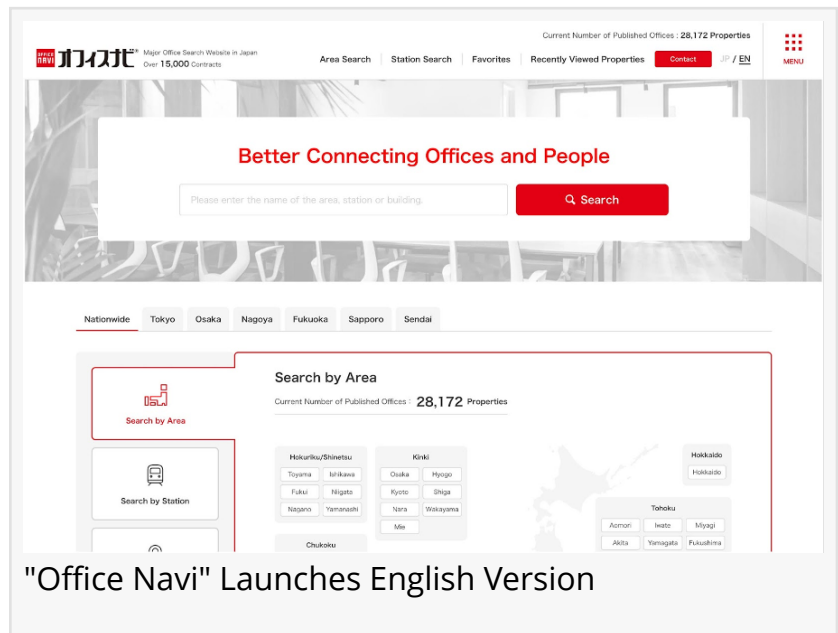 Current Number of Published Offices : 28,172 Properties
OFFICE NAVI オフィスナビ® Major Office Search Website in Japan
Over 15,000 Contracts
Area Search Station Search Favorites Recently Viewed Properties Contact JP / EN MENU
Better Connecting Offices and People
Please enter the name of the area, station or building. Search
Nationwide Tokyo Osaka Nagoya Fukuoka Sapporo Sendai
Search by Area
Search by Station
Search by Area
Current Number of Published Offices : 28,172 Properties
Hokuriku/Shinetsu
Toyama Ishikawa
Fukui Niigata
Nagano Yamanashi
Chukoku
Kinki
Osaka Hyogo
Kyoto Shiga
Nara Wakayama
Mie
Hokkaido
Hokkaido
Tohoku
Aomori Iwate Miyagi
Akita Yamagata Fukushima
"Office Navi" Launches English Version